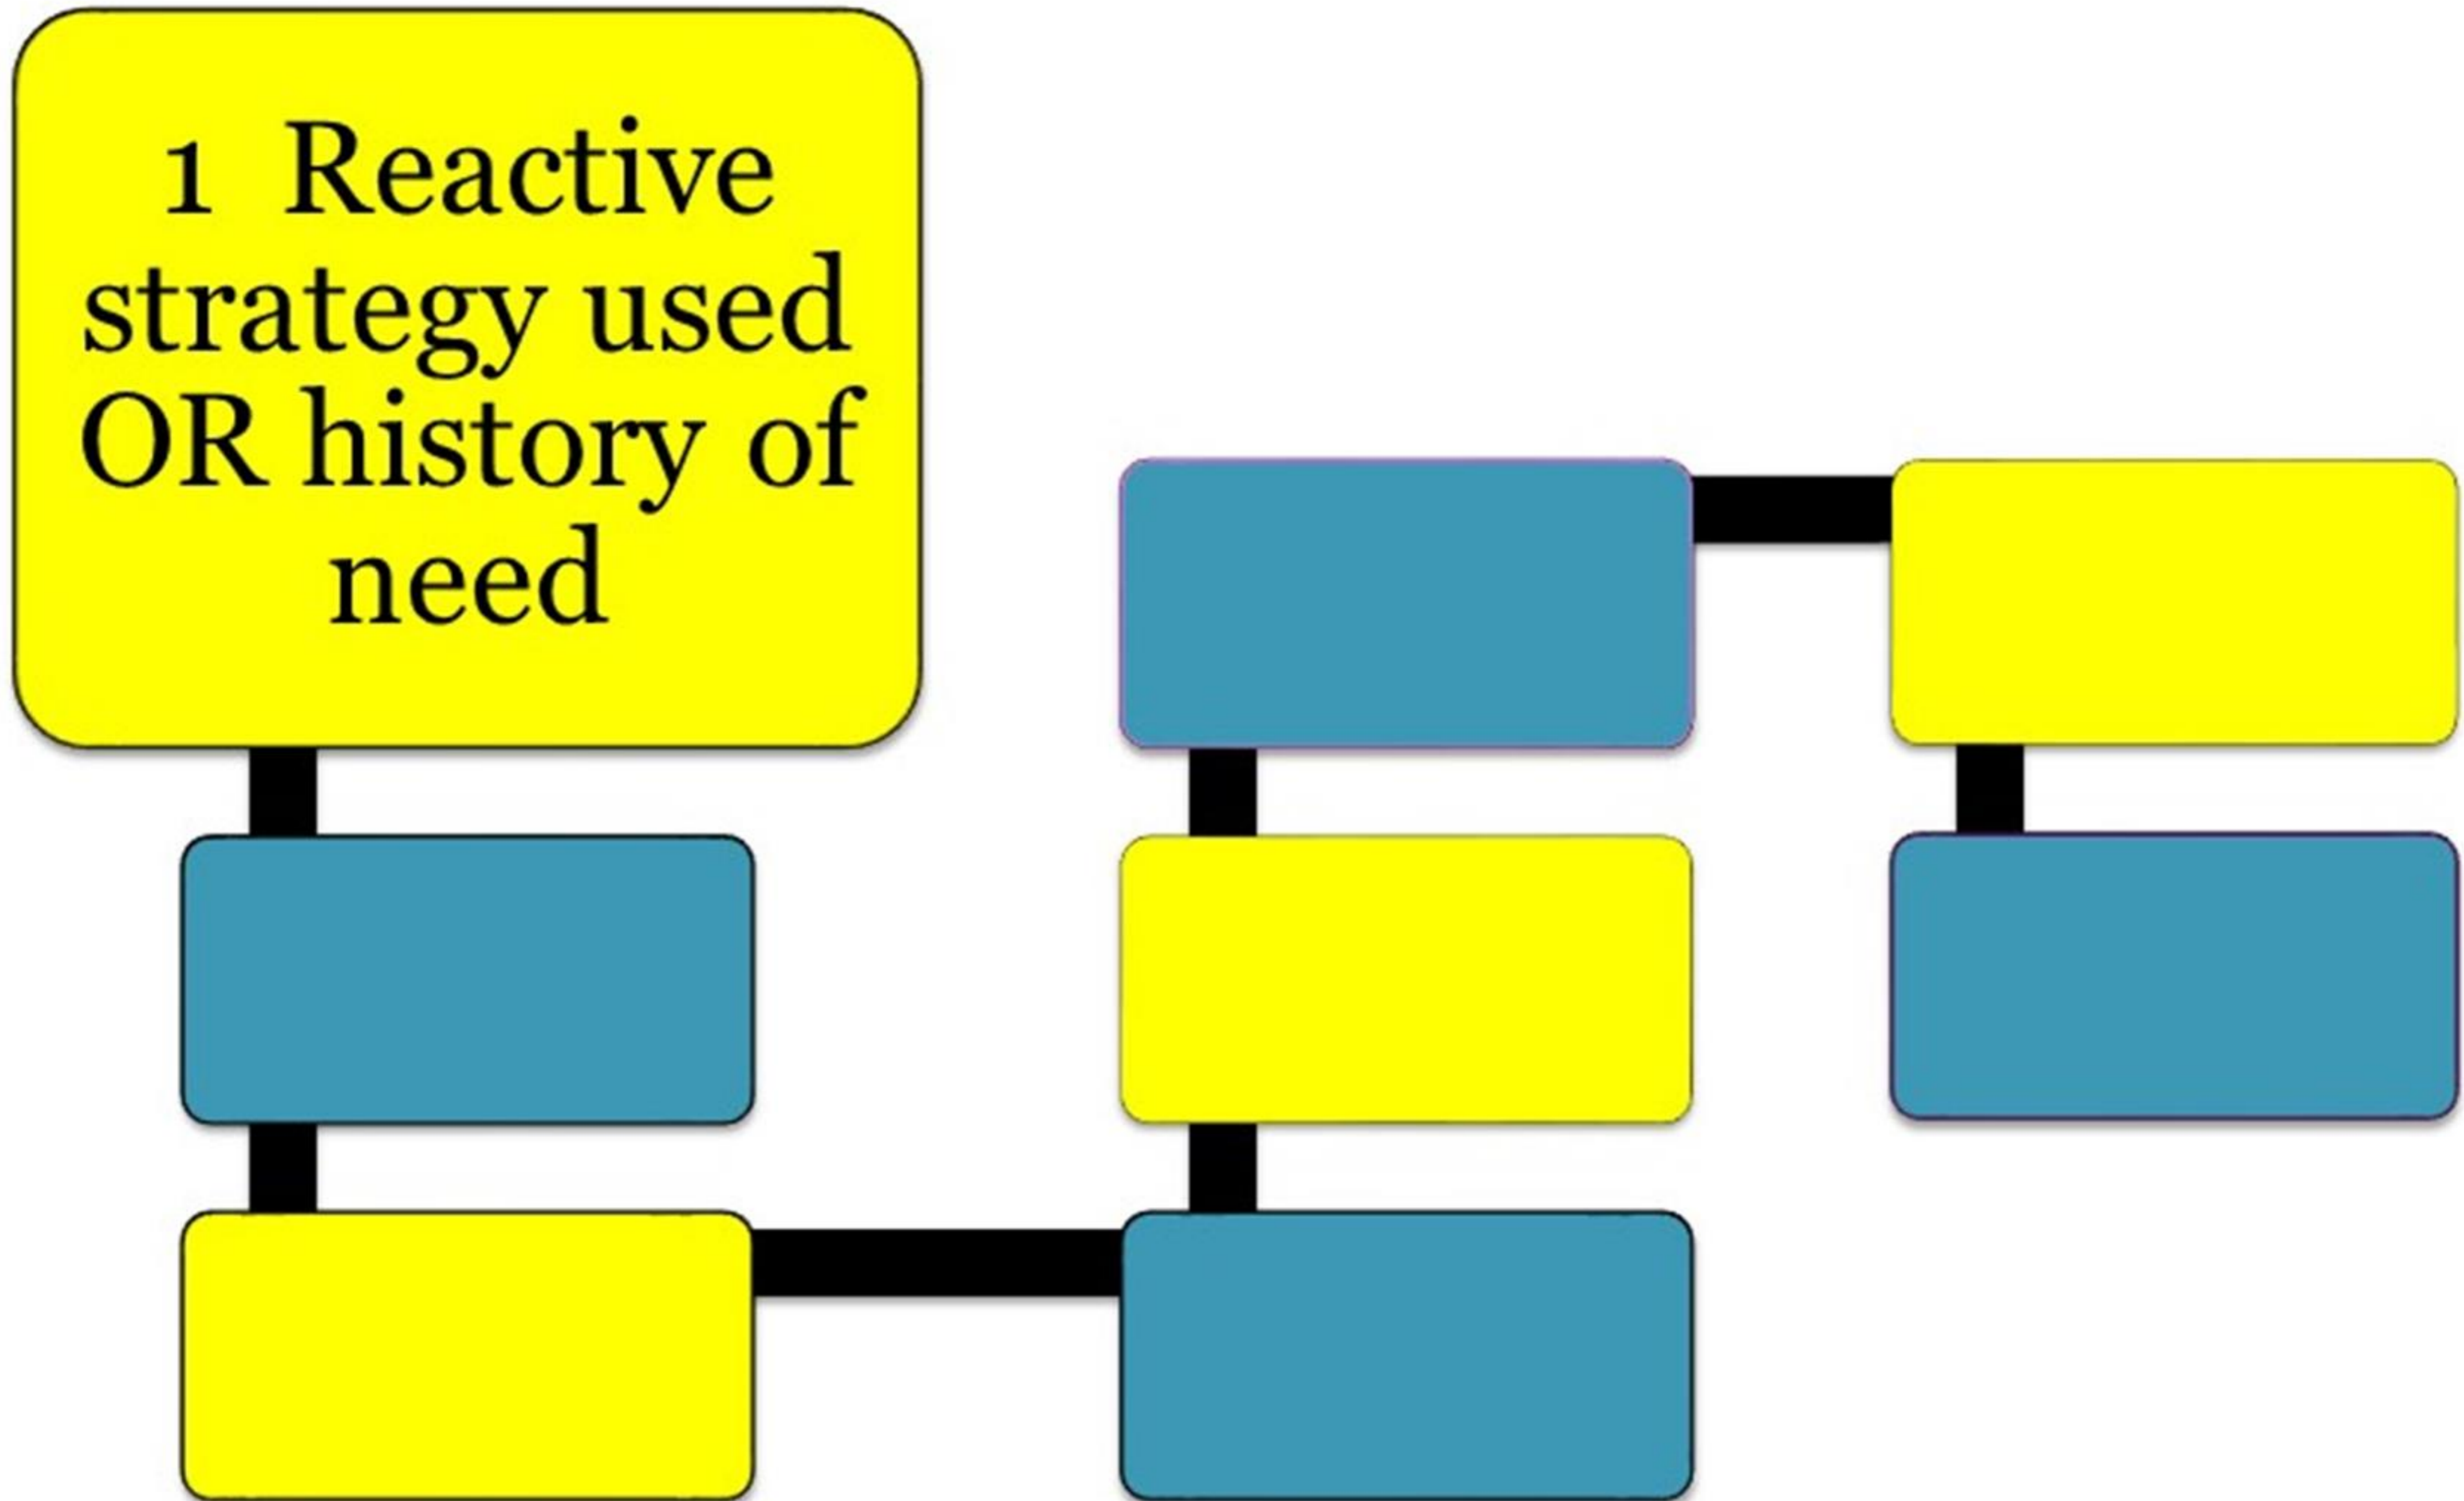 1  Reactive
strategy used
OR history of
need